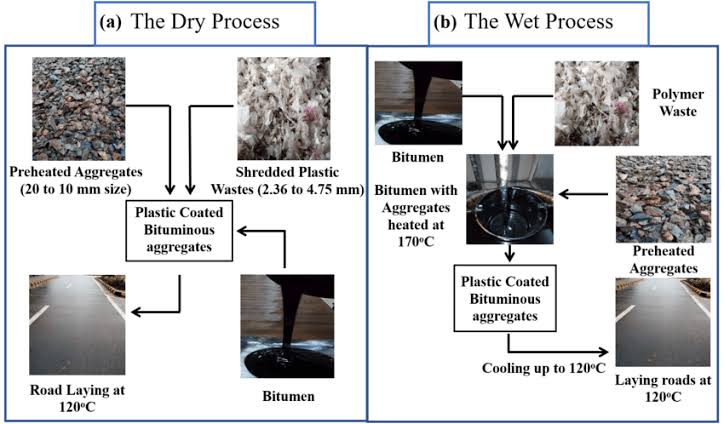 (a) The Dry Process
Preheated Aggregates
(20 to 10 mm size)
Shredded Plastic
Wastes (2.36 to 4.75 mm)
Plastic Coated
Bituminous
aggregates
Road Laying at
120°C
Bitumen
(b) The Wet Process
Bitumen
Polymer
Waste
Bitumen with
Aggregates
heated at
170°C
Preheated
Aggregates
Plastic Coated
Bituminous
aggregates
Cooling up to 120°C
Laying roads at
120°C